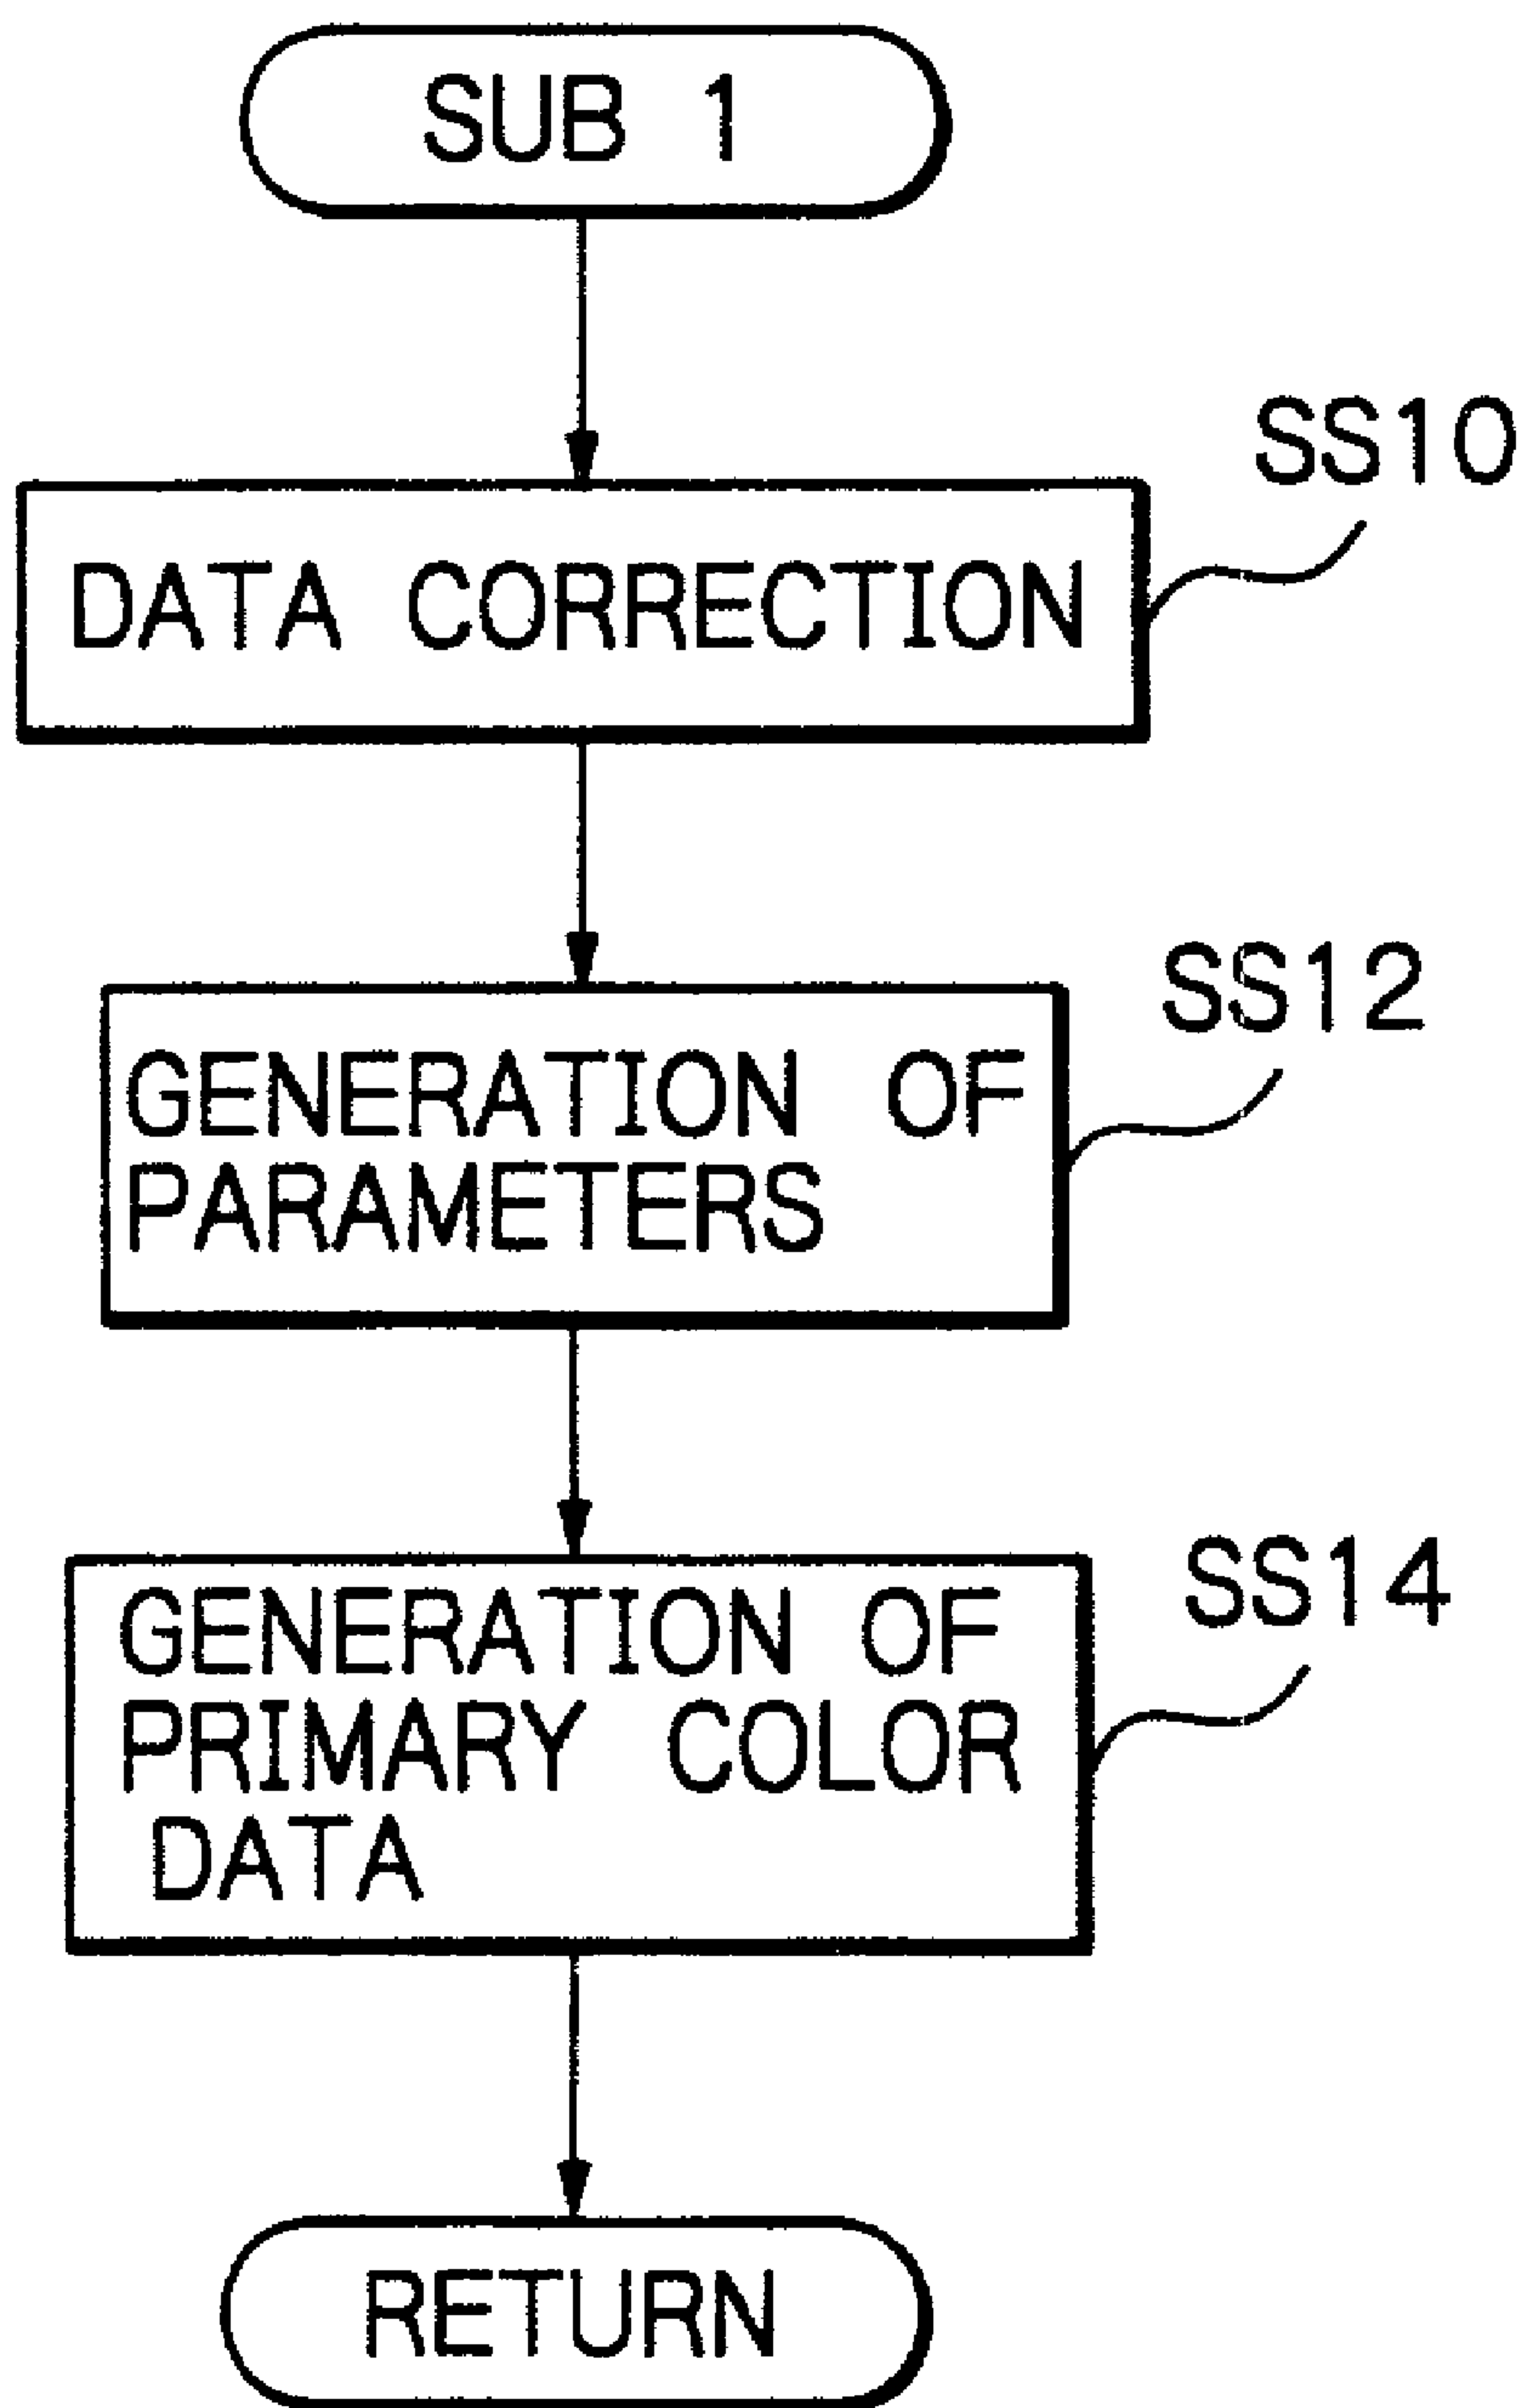 SUB 1
SS10
DATA CORRECTION
SS12
GENERATION OF
PARAMETERS
SS14
GENERATION OF
PRIMARY COLOR
DATA
RETURN